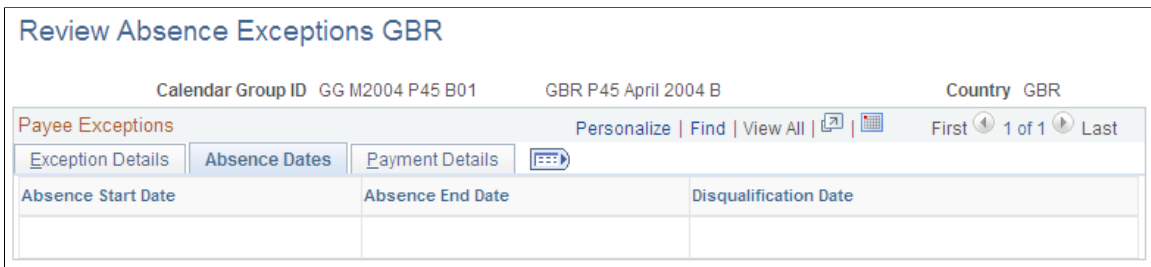 Review Absence Exceptions GBR
Calendar Group ID GG M2004 P45 B01 GBR P45 April 2004 B Country GBR
Payee Exceptions Personalize | Find | View All | | First 1 of 1 Last
Exception Details Absence Dates Payment Details
Absence Start Date Absence End Date Disqualification Date